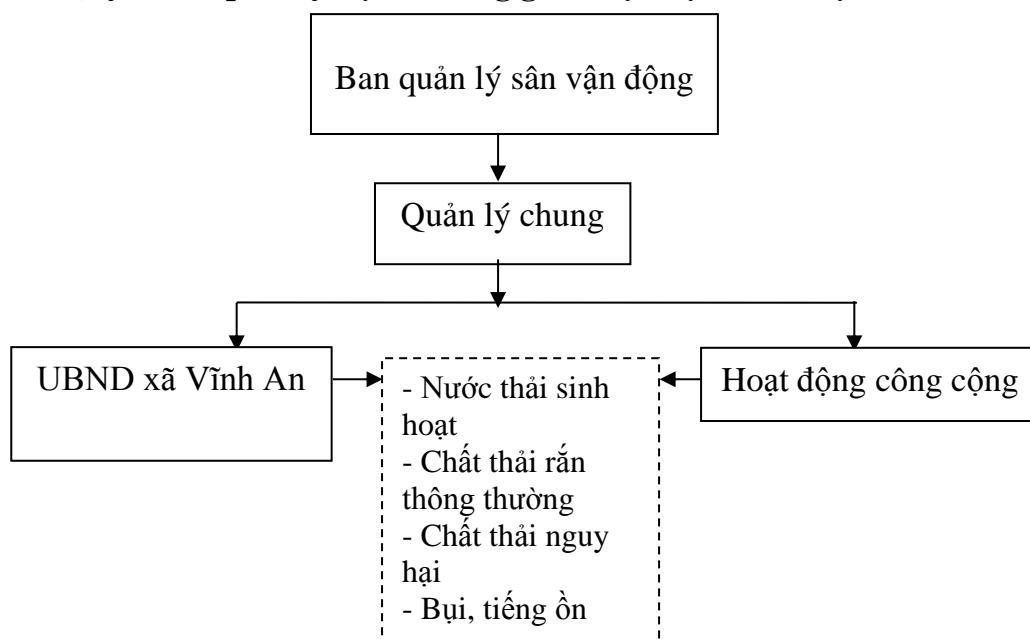 Ban quản lý sân vận động
Quản lý chung
UBND xã Vĩnh An
- Nước thải sinh
hoạt
- Chất thải rắn
thông thường
- Chất thải nguy
hại
- Bụi, tiếng ồn
Hoạt động công cộng